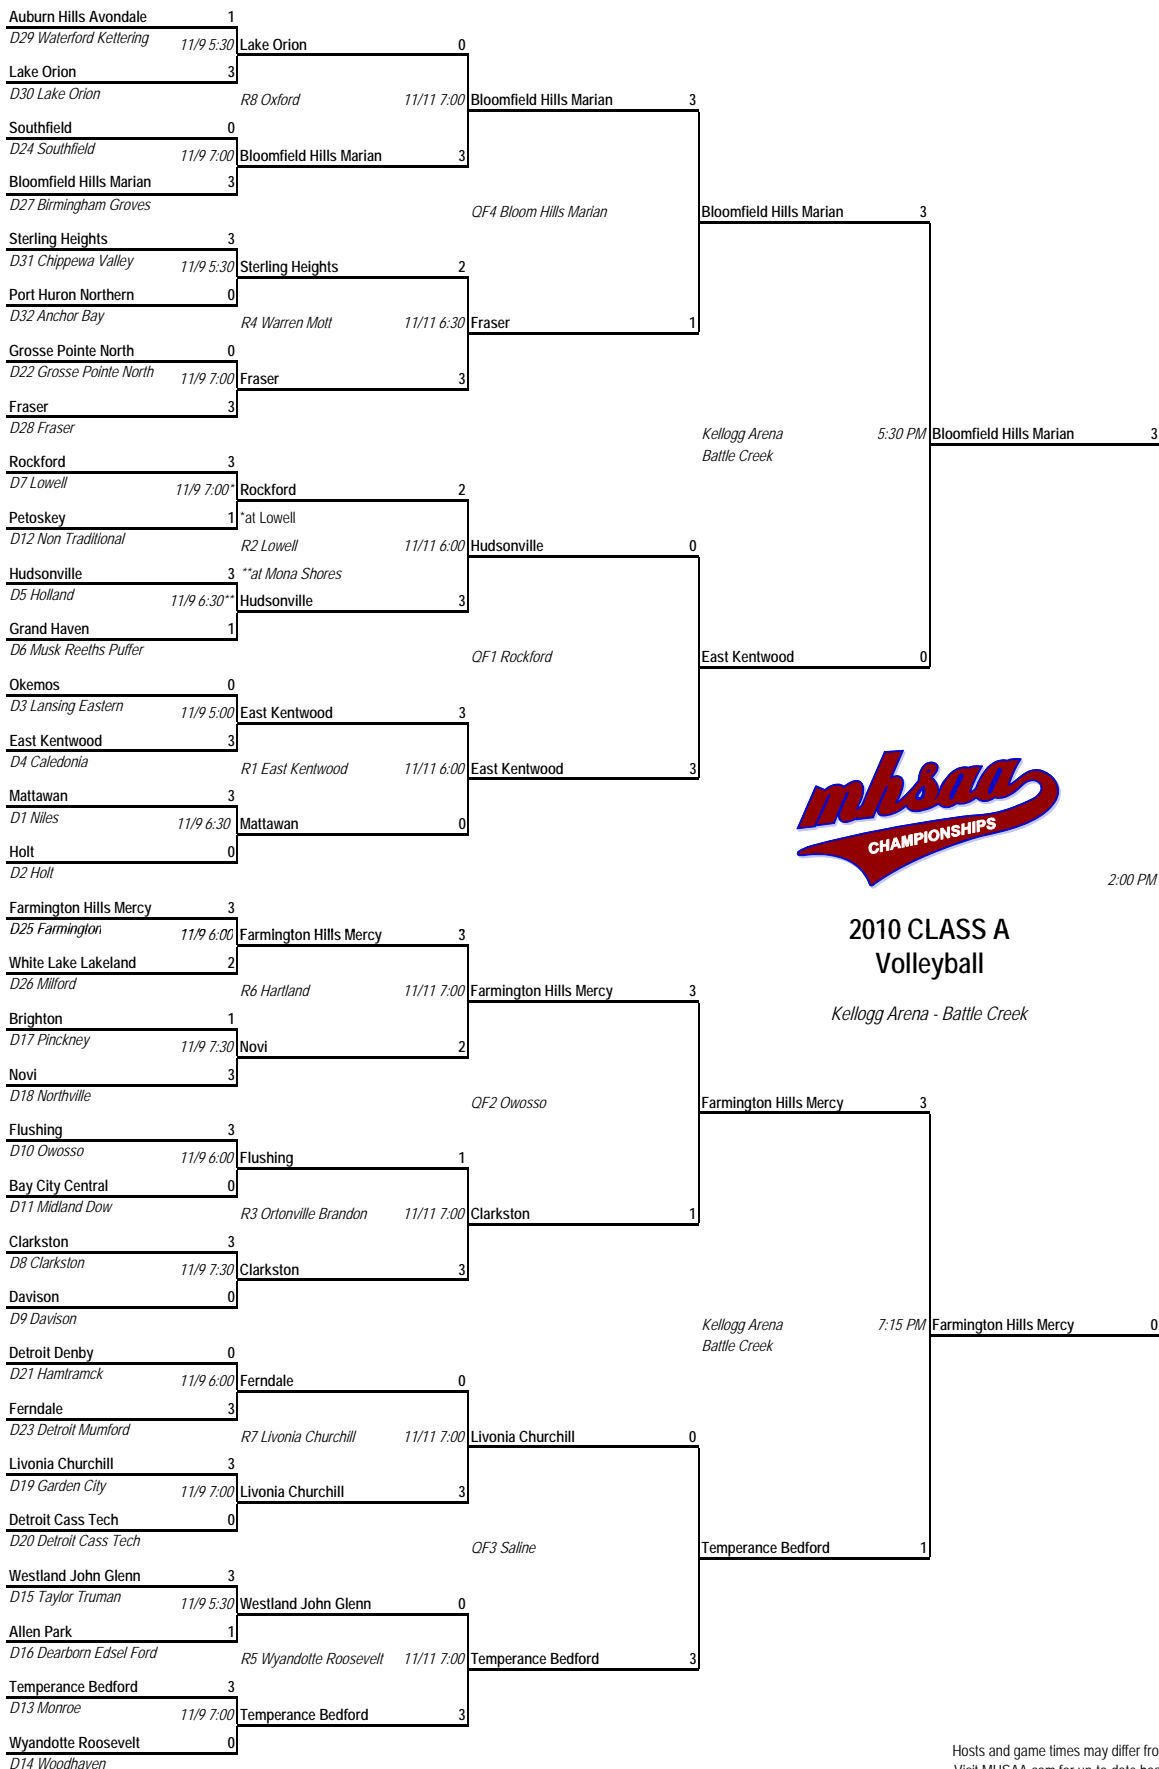 Auburn Hills Avondale 1
D29 Waterford Kettering 11/9 5:30 Lake Orion 0
Lake Orion 3
D30 Lake Orion R8 Oxford 11/11 7:00 Bloomfield Hills Marian 3
Southfield 0
D24 Southfield 11/9 7:00 Bloomfield Hills Marian 3
Bloomfield Hills Marian 3
D27 Birmingham Groves QF4 Bloom Hills Marian Bloomfield Hills Marian 3
Sterling Heights 3
D31 Chippewa Valley 11/9 5:30 Sterling Heights 2
Port Huron Northern 0
D32 Anchor Bay R4 Warren Mott 11/11 6:30 Fraser 1
Grosse Pointe North 0
D22 Grosse Pointe North 11/9 7:00 Fraser 3
Fraser 3
D28 Fraser Kellogg Arena 5:30 PM Bloomfield Hills Marian 3
Battle Creek
Rockford 3
D7 Lowell 11/9 7:00* Rockford 2
Petoskey 1 *at Lowell
D12 Non Traditional R2 Lowell 11/11 6:00 Hudsonville 0
Hudsonville 3 **at Mona Shores
D5 Holland 11/9 6:30** Hudsonville 3
Grand Haven 1
D6 Musk Reeths Puffer QF1 Rockford East Kentwood 0
Okemos 0
D3 Lansing Eastern 11/9 5:00 East Kentwood 3
East Kentwood 3
D4 Caledonia R1 East Kentwood 11/11 6:00 East Kentwood 3
Mattawan 3
D1 Niles 11/9 6:30 Mattawan 0
Holt 0
D2 Holt
mhsaa
CHAMPIONSHIPS
2:00 PM
Farmington Hills Mercy 3
D25 Farmington 11/9 6:00 Farmington Hills Mercy 3
2010 CLASS A
Volleyball
White Lake Lakeland 2
D26 Milford R6 Hartland 11/11 7:00 Farmington Hills Mercy 3
Kellogg Arena - Battle Creek
Brighton 1
D17 Pinckney 11/9 7:30 Novi 2
Novi 3
D18 Northville QF2 Owosso Farmington Hills Mercy 3
Flushing 3
D10 Owosso 11/9 6:00 Flushing 1
Bay City Central 0
D11 Midland Dow R3 Ortonville Brandon 11/11 7:00 Clarkston 1
Clarkston 3
D8 Clarkston 11/9 7:30 Clarkston 3
Davison 0
D9 Davison Kellogg Arena 7:15 PM Farmington Hills Mercy 0
Battle Creek
Detroit Denby 0
D21 Hamtramck 11/9 6:00 Ferndale 0
Ferndale 3
D23 Detroit Mumford R7 Livonia Churchill 11/11 7:00 Livonia Churchill 0
Livonia Churchill 3
D19 Garden City 11/9 7:00 Livonia Churchill 3
Detroit Cass Tech 0
D20 Detroit Cass Tech QF3 Saline Temperance Bedford 1
Westland John Glenn 3
D15 Taylor Truman 11/9 5:30 Westland John Glenn 0
Allen Park 1
D16 Dearborn Edsel Ford R5 Wyandotte Roosevelt 11/11 7:00 Temperance Bedford 3
Temperance Bedford 3
D13 Monroe 11/9 7:00 Temperance Bedford 3
Wyandotte Roosevelt 0
D14 Woodhaven
Hosts and game times may differ fro